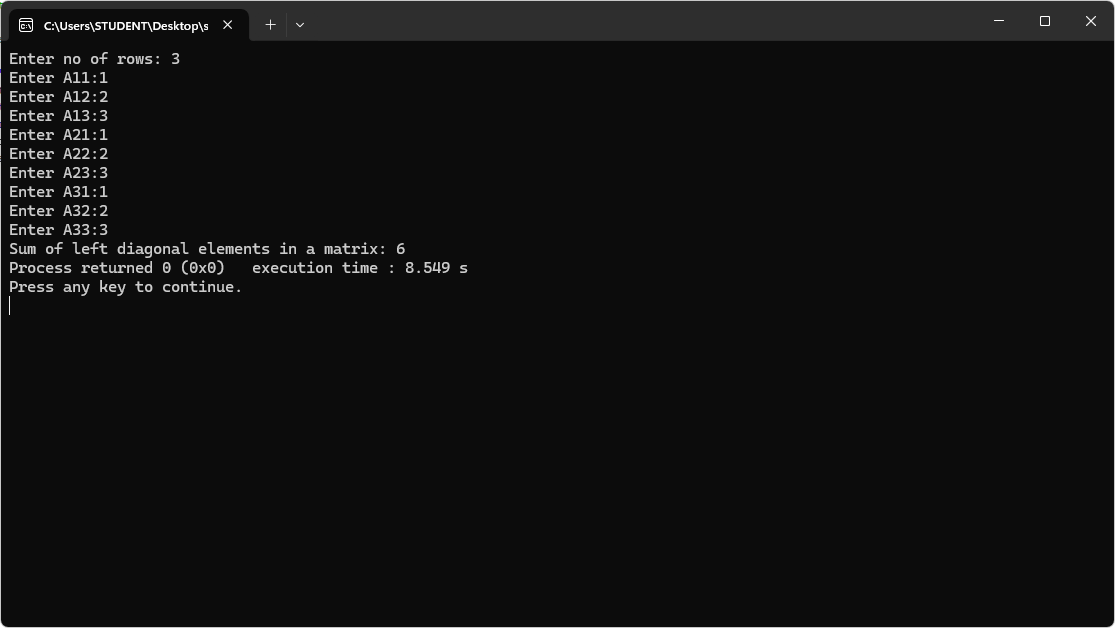 C:\Users\STUDENT\Desktop\s
Enter no of rows: 3
Enter A11:1
Enter A12:2
Enter A13:3
Enter A21:1
Enter A22:2
Enter A23:3
Enter A31:1
Enter A32:2
Enter A33:3
Sum of left diagonal elements in a matrix: 6
Process returned 0 (0x0)   execution time : 8.549 s
Press any key to continue.